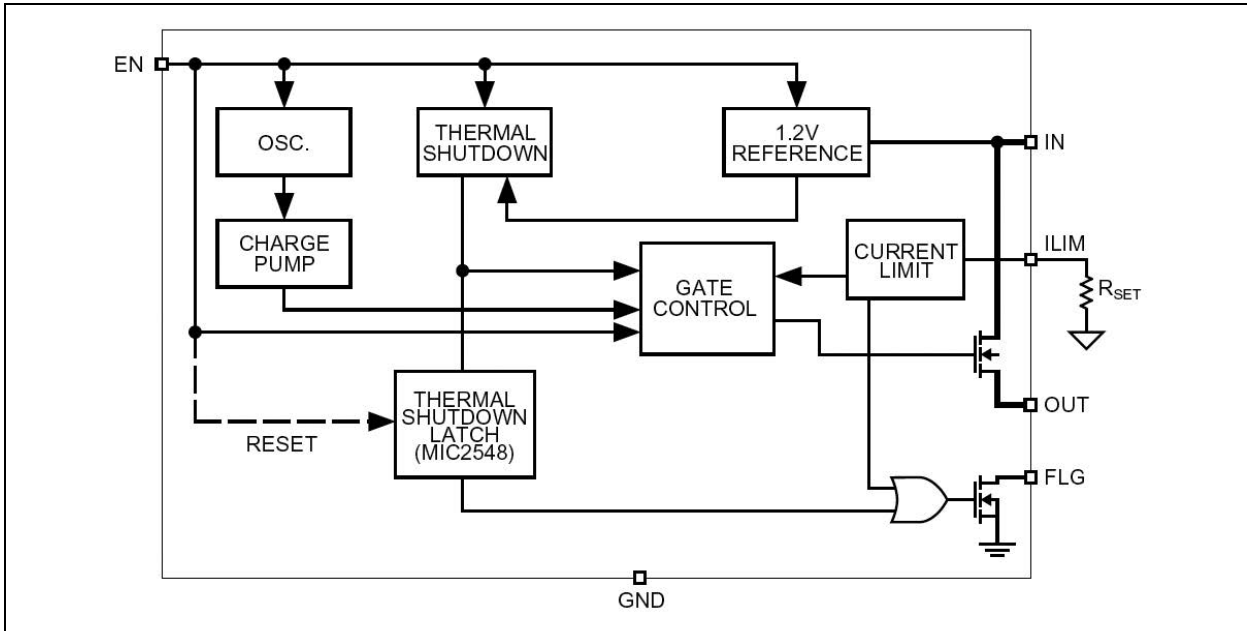 EN
OSC.
THERMAL
SHUTDOWN
1.2V
REFERENCE
IN
CHARGE
PUMP
GATE
CONTROL
CURRENT
LIMIT
ILIM
RSET
THERMAL
SHUTDOWN
LATCH
(MIC2548)
RESET
OUT
FLG
GND